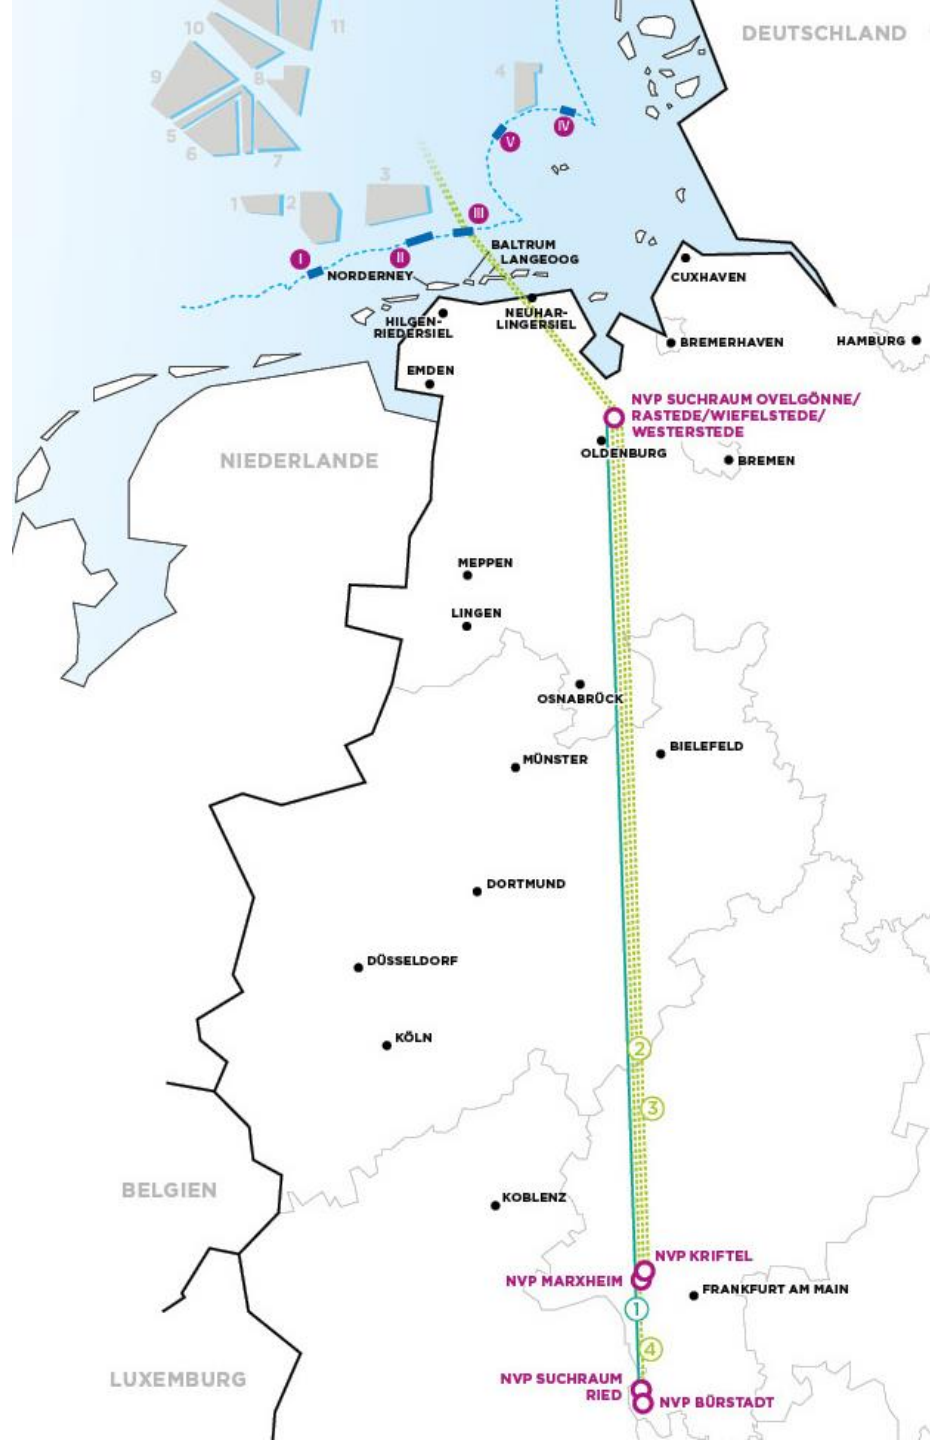 DEUTSCHLAND
10
11
9
8
4
5
6
7
V
IV
3
1
2
III
I
II
BALTRUM
LANGEOOG
NORDERNEY
CUXHAVEN
HILGEN-
RIEDERSIEL
NEUHAR-
LINGERSIEL
BREMERHAVEN
HAMBURG
EMDEN
NVP SUCHRAUM OVELGÖNNE/
RASTEDE/WIEFELSTEDE/
WESTERSTEDE
OLDENBURG
BREMEN
NIEDERLANDE
MEPPEN
LINGEN
OSNABRÜCK
BIELEFELD
MÜNSTER
DORTMUND
DÜSSELDORF
KÖLN
2
3
BELGIEN
KOBLENZ
NVP KRIFTEL
NVP MARXHEIM
FRANKFURT AM MAIN
1
4
LUXEMBURG
NVP SUCHRAUM
RIED
NVP BÜRSTADT